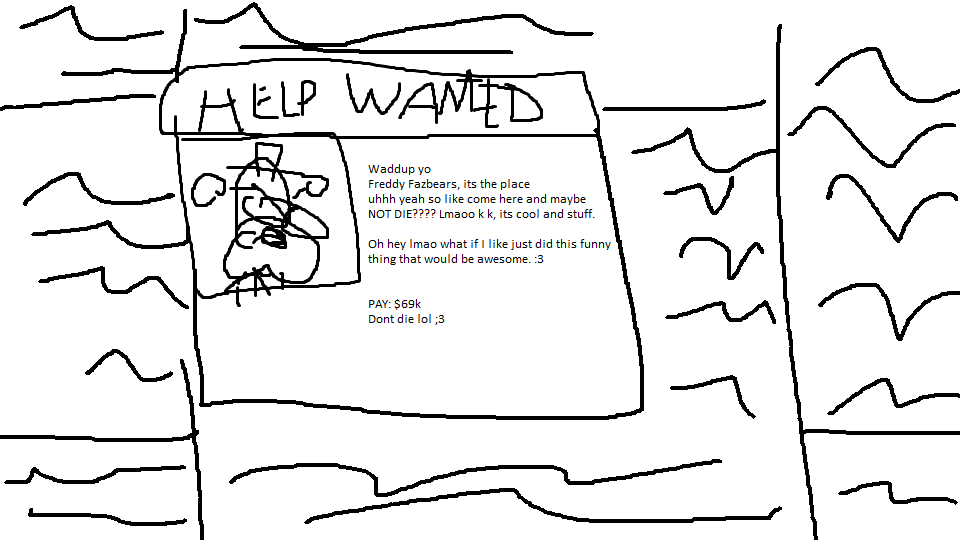 HELP WANTED
Waddup yo
Freddy Fazbears, its the place
uhhh yeah so like come here and maybe
NOT DIE???? Lmaoo k k, its cool and stuff.
Oh hey lmao what if I like just did this funny
thing that would be awesome. :3
PAY: $69k
Dont die lol ;3